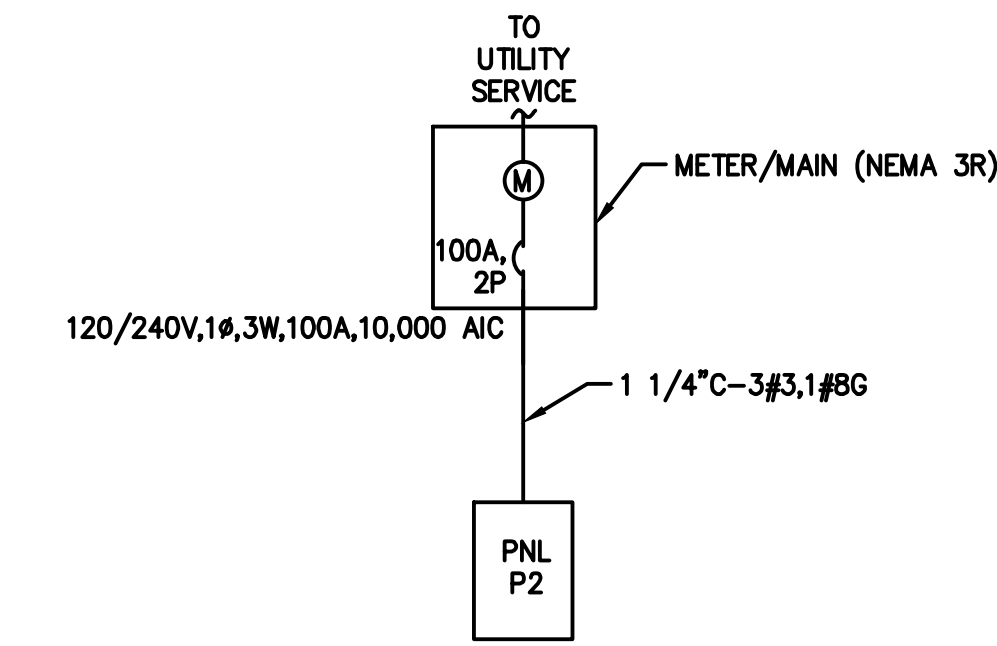 TO
UTILITY
SERVICE
METER/MAIN (NEMA 3R)
M
100A,
2P
120/240V,1ø,3W,100A,10,000 AIC
1 1/4"C-3#3,1#8G
PNL
P2